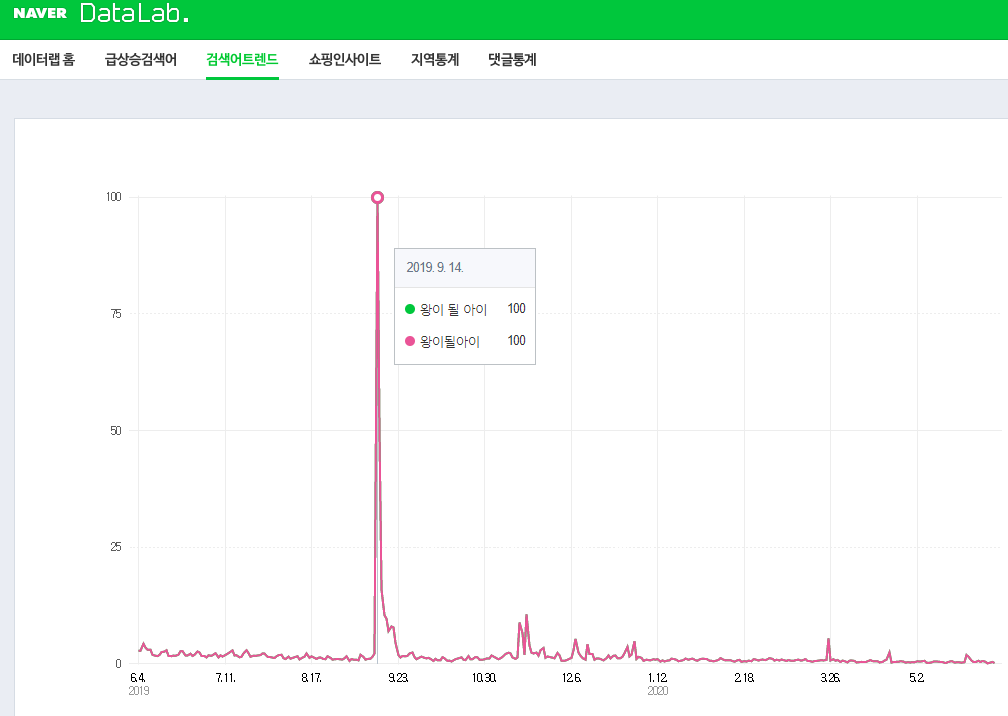 NAVER DataLab.
데이터랩 홈 급상승검색어 검색어트렌드 쇼핑인사이트 지역통계 댓글통계
100
2019. 9. 14.
왕이 될 아이 100
75
왕이될아이 100
50
25
0
6.4. 7.11. 8.17. 9.23 10.30. 12.6. 1.12. 2.18. 3.26. 5.2.
2019 2020